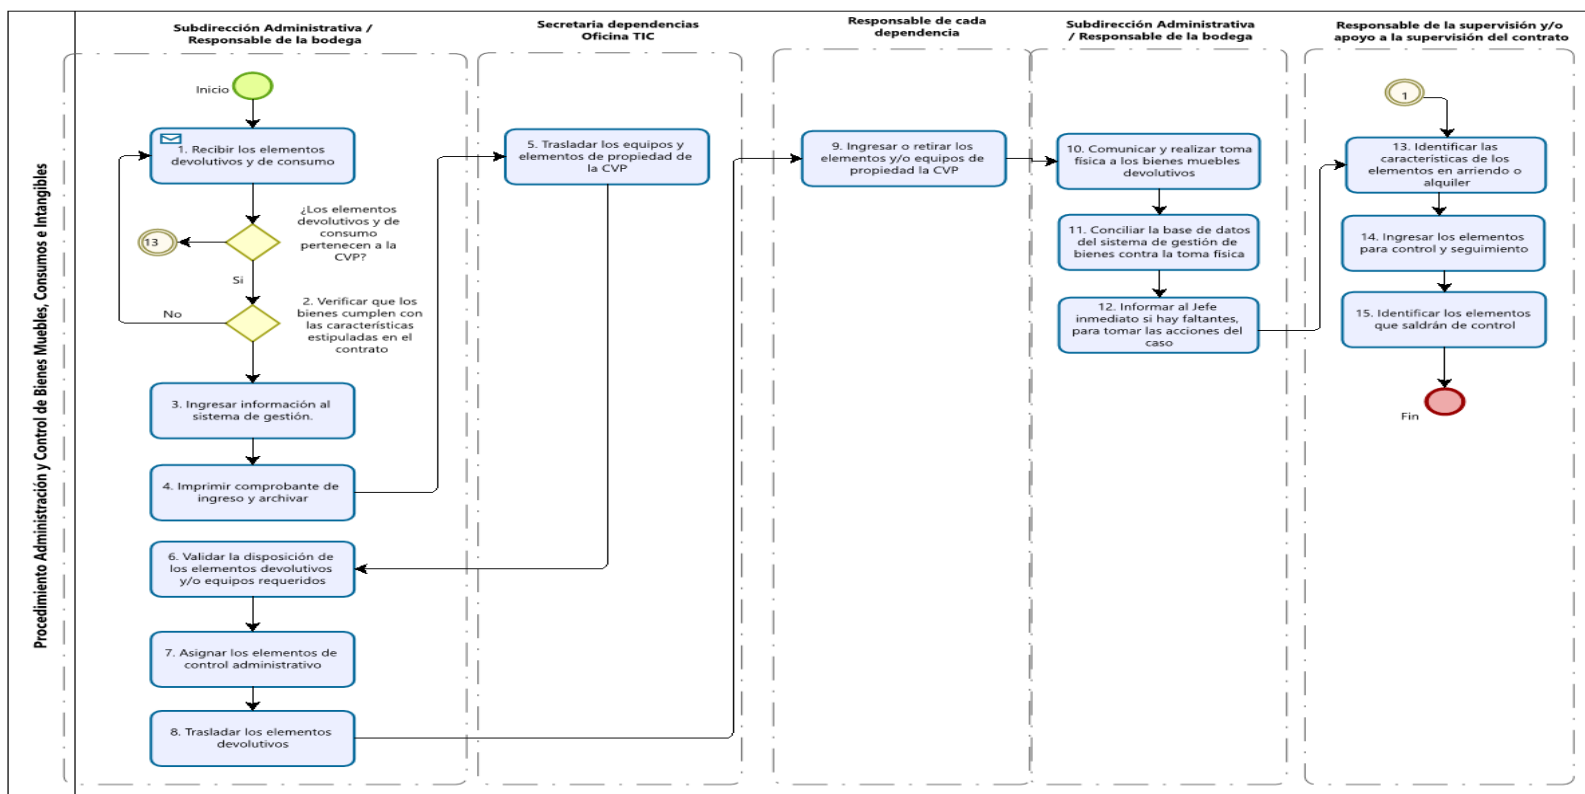 Procedimiento Administración y Control de Bienes Muebles, Consumos e Intangibles
Subdirección Administrativa /
Responsable de la bodega
Inicio
1. Recibir los elementos
devolutivos y de consumo
¿Los elementos
devolutivos y de
consumo
pertenecen a la
CVP?
13
Si
2. Verificar que los
bienes cumplen con
las características
estipuladas en el
contrato
No
3. Ingresar información al
sistema de gestión.
4. Imprimir comprobante de
ingreso y archivar
6. Validar la disposición de
los elementos devolutivos
y/o equipos requeridos
7. Asignar los elementos de
control administrativo
8. Trasladar los elementos
devolutivos
Secretaria dependencias
Oficina TIC
5. Trasladar los equipos y
elementos de propiedad de
la CVP
Responsable de cada
dependencia
9. Ingresar o retirar los
elementos y/o equipos de
propiedad la CVP
Subdirección Administrativa
/ Responsable de la bodega
10. Comunicar y realizar toma
física a los bienes muebles
devolutivos
11. Conciliar la base de datos
del sistema de gestión de
bienes contra la toma física
12. Informar al Jefe
inmediato si hay faltantes,
para tomar las acciones del
caso
Responsable de la supervisión y/o
apoyo a la supervisión del contrato
1
13. Identificar las
características de los
elementos en arriendo o
alquiler
14. Ingresar los elementos
para control y seguimiento
15. Identificar los elementos
que saldrán de control
Fin